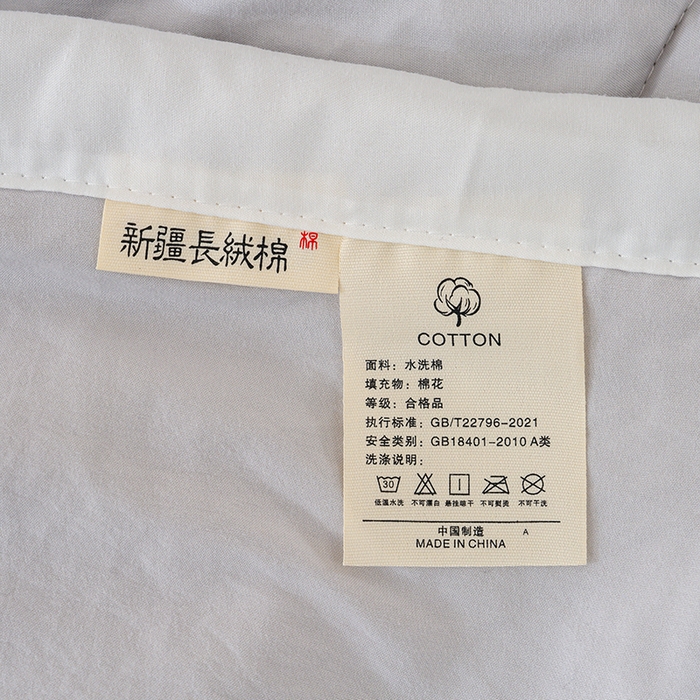 新疆長絨棉
棉
COTTON
面料：水洗棉
填充物：棉花
等级：合格品
执行标准：GB/T22796-2021
安全类别：GB18401-2010 A类
洗涤说明：
30
低温水洗 不可漂白 悬挂晾干 不可熨烫 不可干洗
中国制造 A
MADE IN CHINA